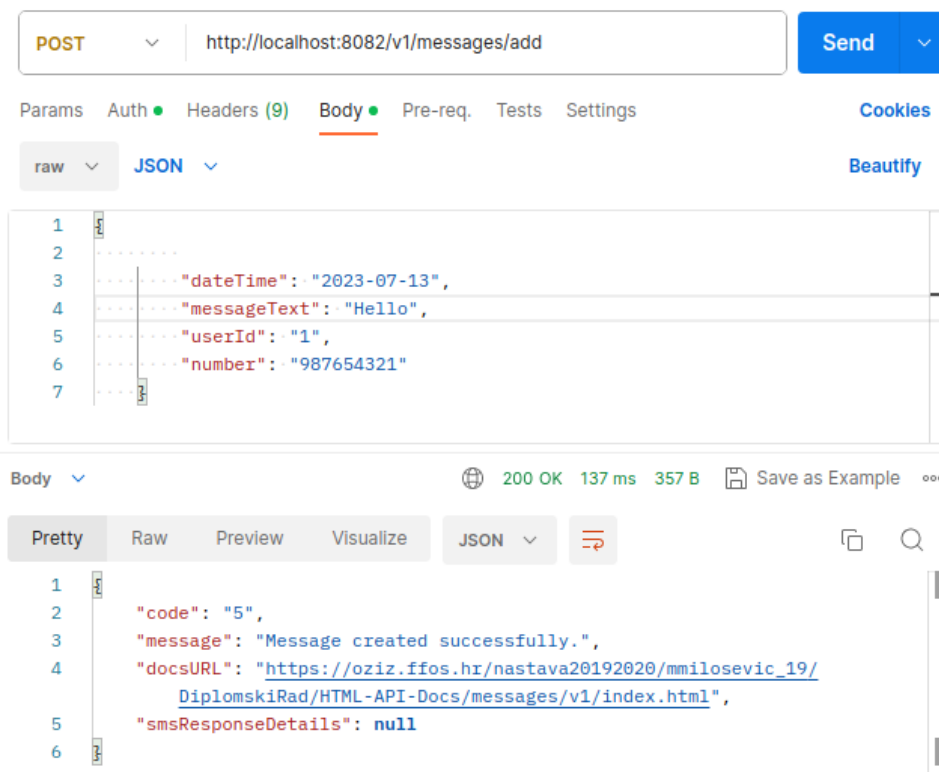 POST http://localhost:8082/v1/messages/add Send
Params Auth Headers (9) Body Pre-req. Tests Settings Cookies
raw JSON Beautify
1 {
2
3 "dateTime": "2023-07-13",
4 "messageText": "Hello",
5 "userId": "1",
6 "number": "987654321"
7 }
Body 200 OK 137 ms 357 B Save as Example
Pretty Raw Preview Visualize JSON
1 {
2 "code": "5",
3 "message": "Message created successfully.",
4 "docsURL": "https://oziz.ffos.hr/nastava20192020/mmilosevic_19/
DiplomskiRad/HTML-API-Docs/messages/v1/index.html",
5 "smsResponseDetails": null
6 }